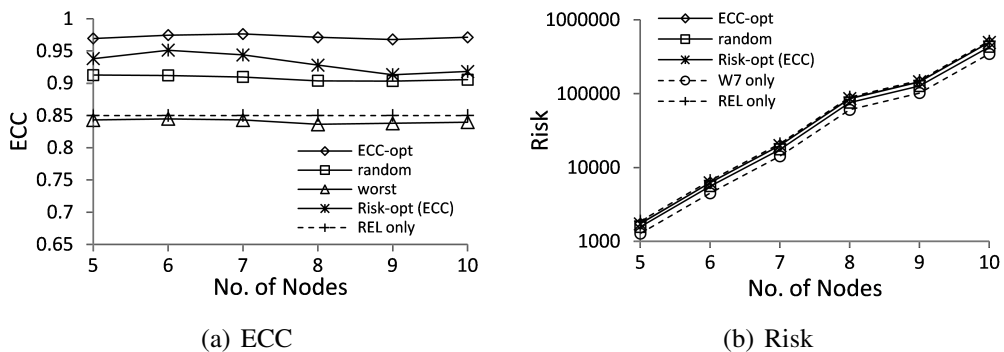 1
0.95
0.9
0.85
0.8
0.75
0.7
0.65
ECC
5 6 7 8 9 10
No. of Nodes
ECC-opt
random
worst
Risk-opt (ECC)
REL only
(a) ECC
1000000
100000
10000
1000
Risk
5 6 7 8 9 10
No. of Nodes
ECC-opt
random
Risk-opt (ECC)
W7 only
REL only
(b) Risk